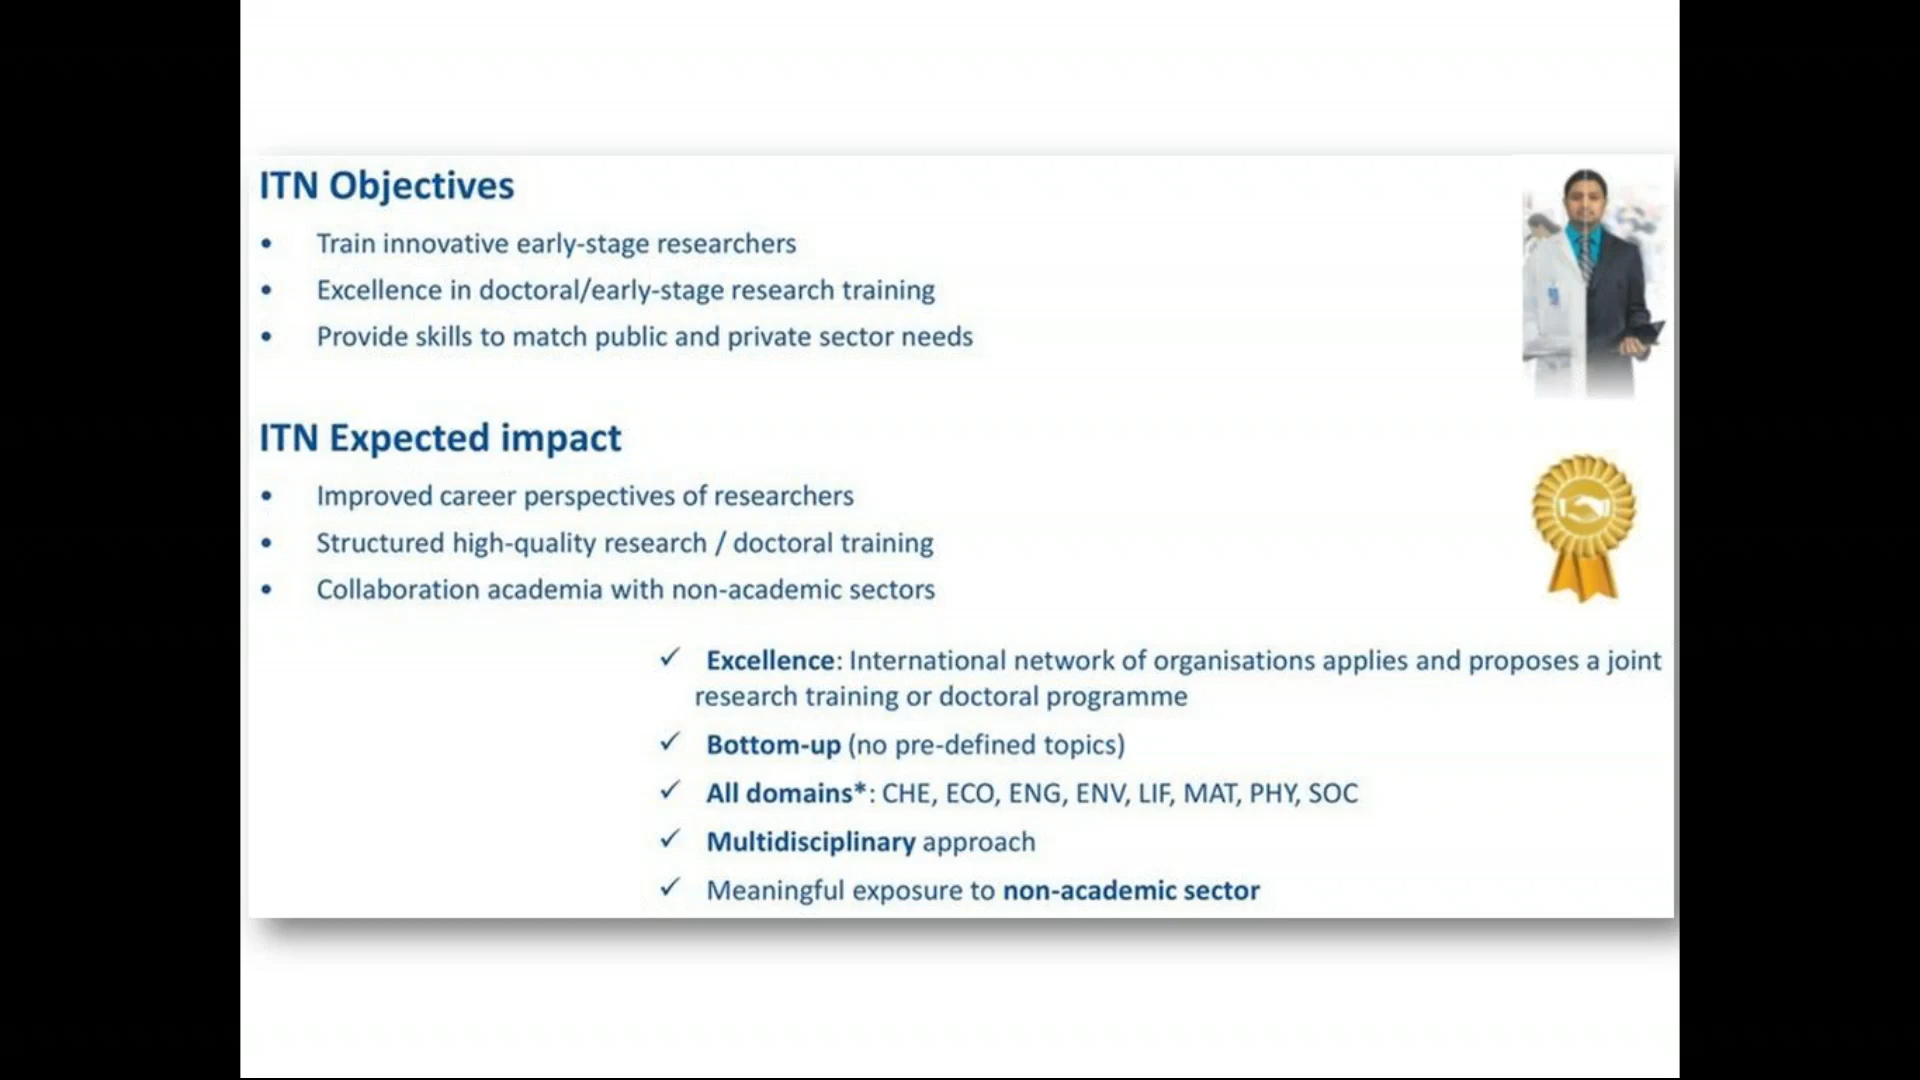 ITN Objectives
• Train innovative early-stage researchers
• Excellence in doctoral/early-stage research training
• Provide skills to match public and private sector needs
ITN Expected impact
• Improved career perspectives of researchers
• Structured high-quality research / doctoral training
• Collaboration academia with non-academic sectors
✓ Excellence: International network of organisations applies and proposes a joint
research training or doctoral programme
✓ Bottom-up (no pre-defined topics)
✓ All domains*: CHE, ECO, ENG, ENV, LIF, MAT, PHY, SOC
✓ Multidisciplinary approach
✓ Meaningful exposure to non-academic sector